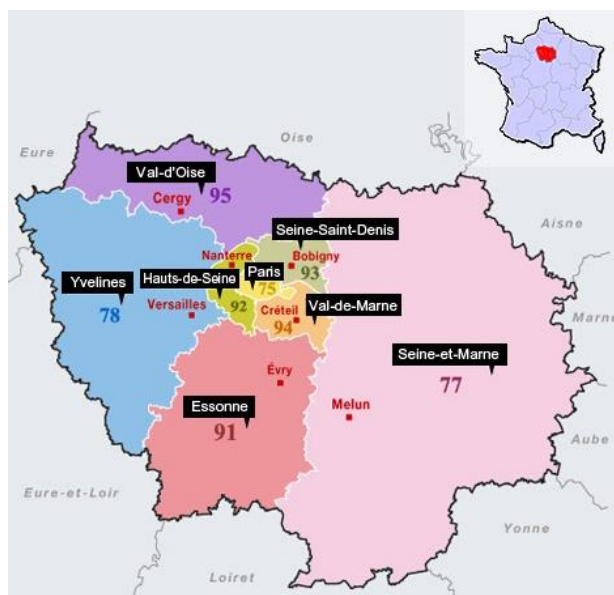 Oise
Eure
Val-d'Oise
95
Cergy
Aisne
Seine-Saint-Denis
Nanterre
Bobigny
93
Paris
75
Hauts-de-Seine
92
Yvelines
78
Versailles
Créteil
94
Val-de-Marne
Marne
Seine-et-Marne
77
Évry
Melun
Essonne
91
Aube
Eure-et-Loir
Yonne
Loiret